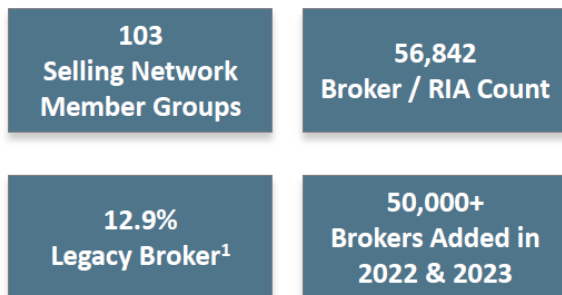 103
Selling Network
Member Groups
56,842
Broker / RIA Count
12.9%
Legacy Broker¹
50,000+
Brokers Added in
2022 & 2023